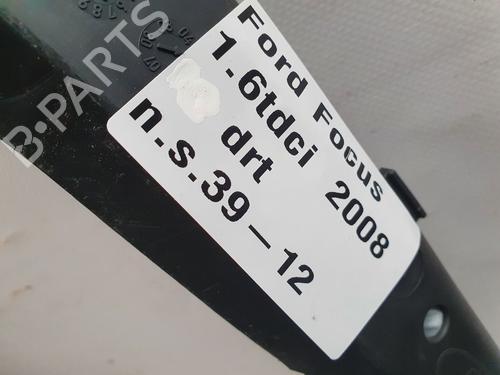 Ford Focus
1.6tdci 2008
drt
n.s.39-12
B-PARTS